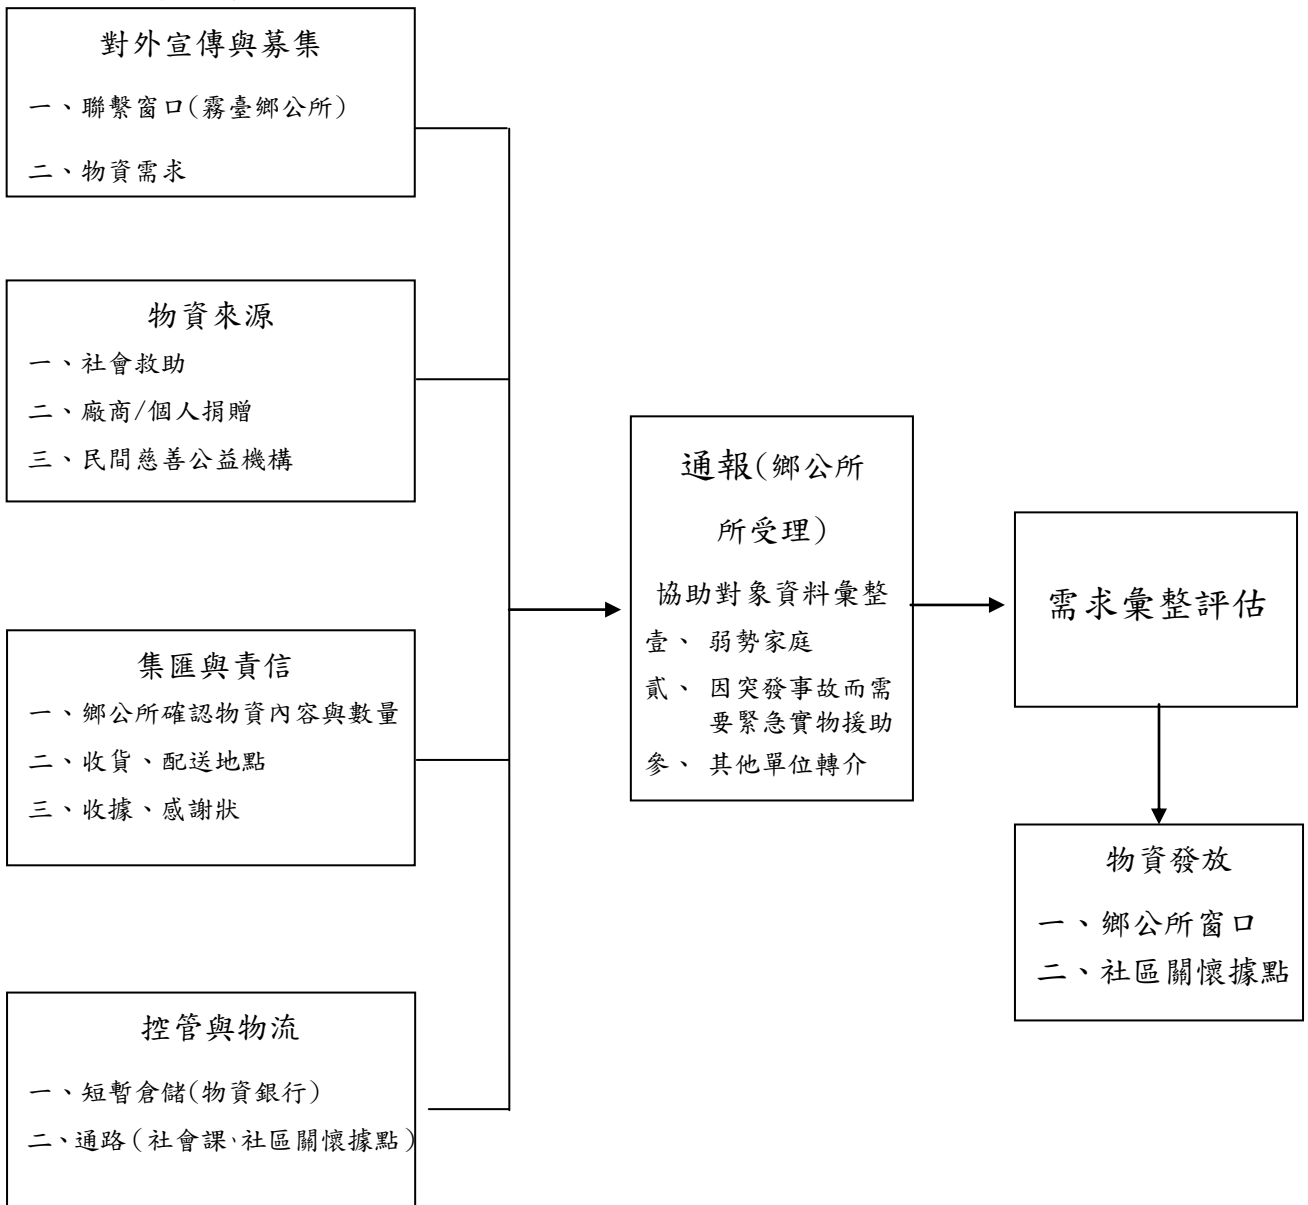 對外宣傳與募集
一、聯繫窗口(霧臺鄉公所)
二、物資需求
物資來源
一、社會救助
二、廠商/個人捐贈
三、民間慈善公益機構
集匯與責信
一、鄉公所確認物資內容與數量
二、收貨、配送地點
三、收據、感謝狀
控管與物流
一、短暫倉儲(物資銀行)
二、通路(社會課、社區關懷據點)
通報(鄉公所
所受理)
協助對象資料彙整
壹、 弱勢家庭
貳、 因突發事故而需
要緊急實物援助
參、 其他單位轉介
需求彙整評估
物資發放
一、鄉公所窗口
二、社區關懷據點